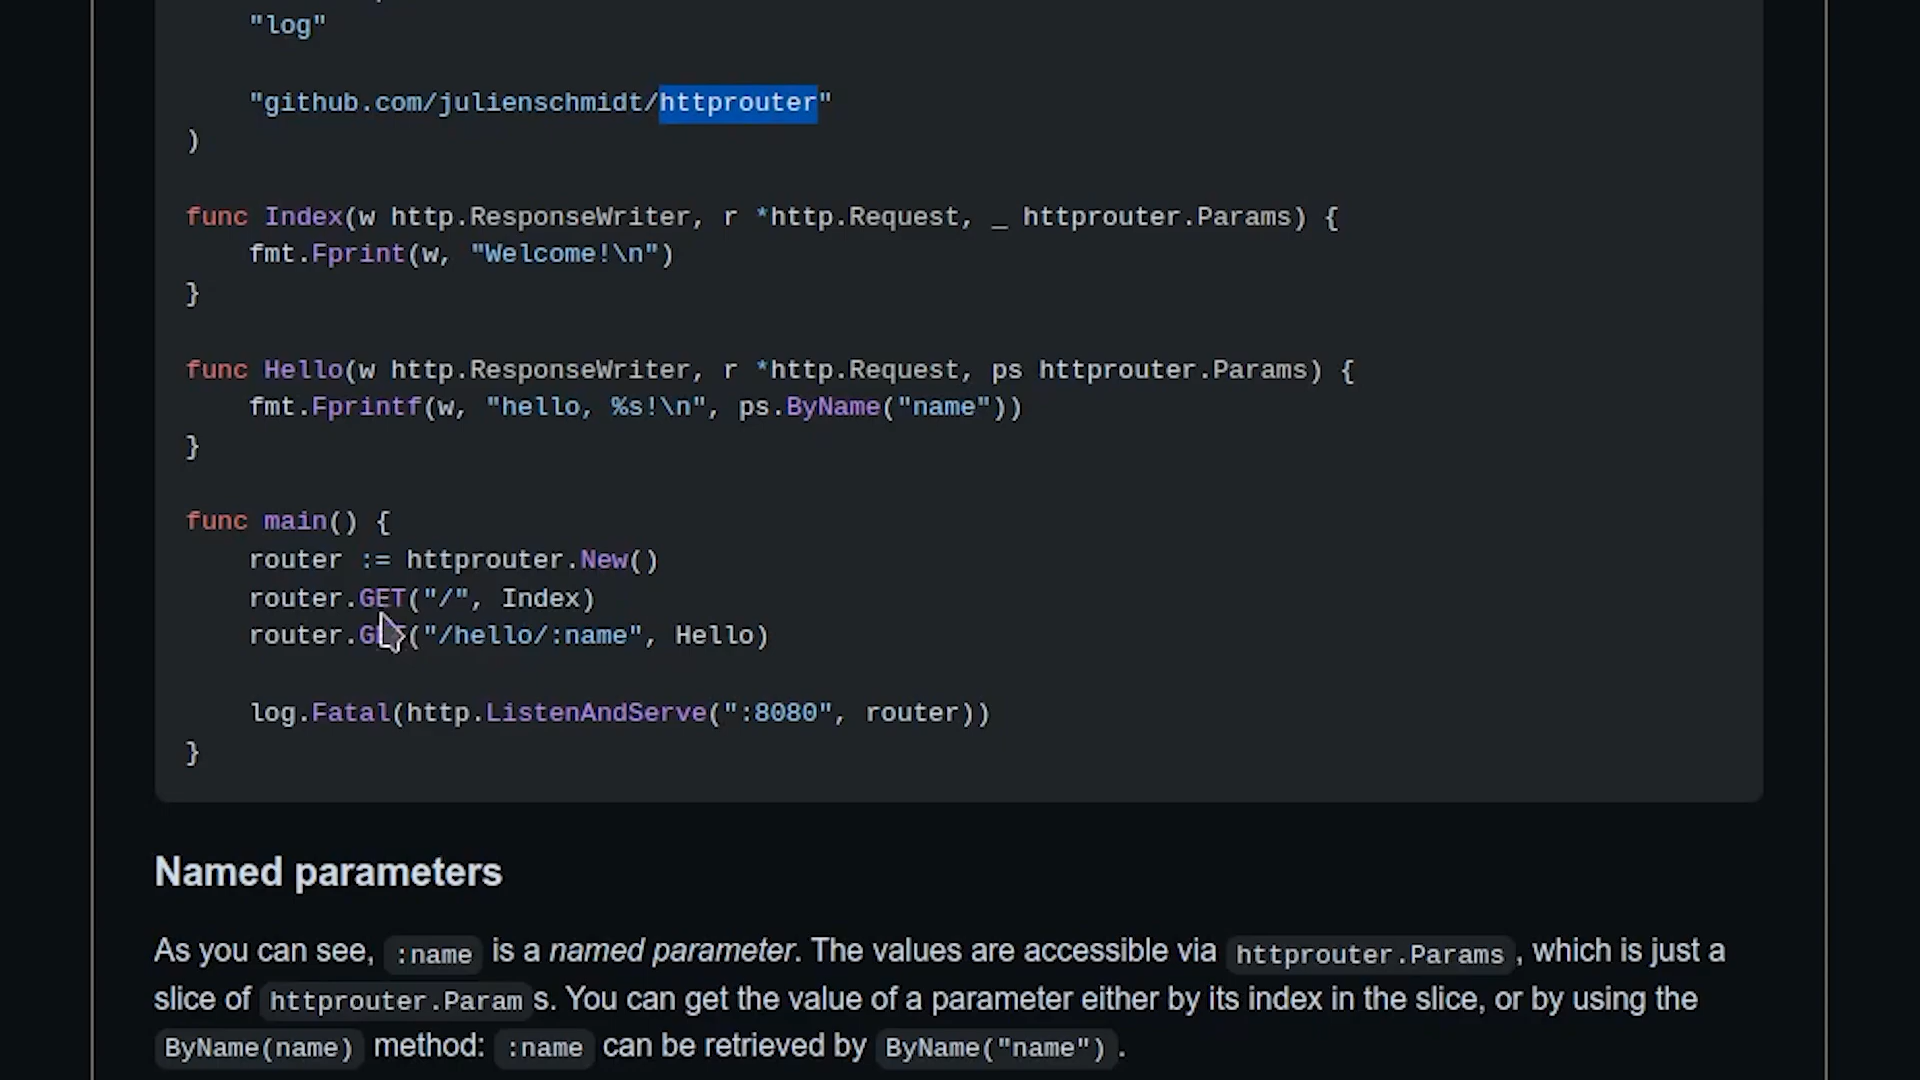 "log"
"github.com/julienschmidt/httprouter"
)
func Index(w http.ResponseWriter, r *http.Request, _ httprouter.Params) {
fmt.Fprint(w, "Welcome!\n")
}
func Hello(w http.ResponseWriter, r *http.Request, ps httprouter.Params) {
fmt.Fprintf(w, "hello, %s!\n", ps.ByName("name"))
}
func main() {
router := httprouter.New()
router.GET("/", Index)
router.GET("/hello/:name", Hello)
log.Fatal(http.ListenAndServe(":8080", router))
}
Named parameters
As you can see, :name is a named parameter. The values are accessible via httprouter.Params, which is just a
slice of httprouter.Params. You can get the value of a parameter either by its index in the slice, or by using the
ByName(name) method: :name can be retrieved by ByName("name").